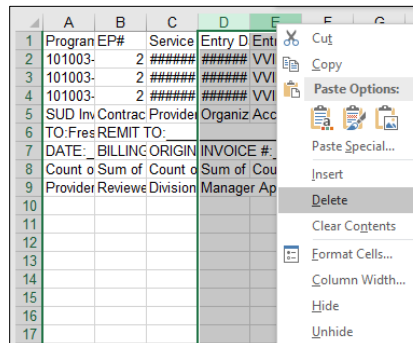 A B C D E F G
1 Program EP# Service Entry D Entr
2 101003- 2 ###### ###### VVI
3 101003- 2 ###### ###### VVI
4 101003- 2 ###### ###### VVI
5 SUD Inv Contrac Provider Organiz Acc
6 TO:Fres REMIT TO:_
7 DATE:_ BILLING ORIGIN INVOICE #:_
8 Count o Sum of Count o Sum of Cou
9 Provider Reviewe Division Manager Ap
10
11
12
13
14
15
16
17
Cut
Copy
Paste Options:
Paste Special...
Insert
Delete
Clear Contents
Format Cells...
Column Width...
Hide
Unhide